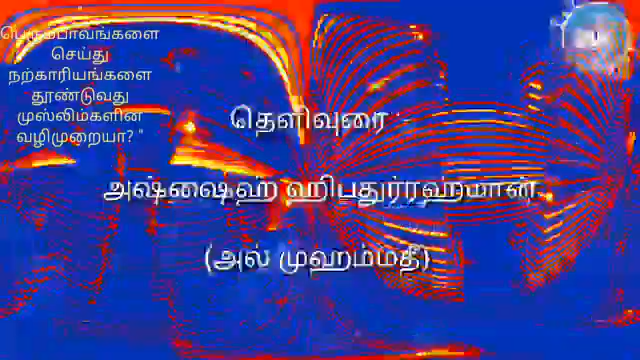 பெரும்பாவங்களை
செய்து
நற்காரியங்களை
தூண்டுவது
முஸ்லிம்களின்
வழிமுறையா? "
தெளிவுரை :-
அஷ்ஷைஹ் ஹிபதுர்ரஹ்மான்
(அல் முஹம்மதீ)